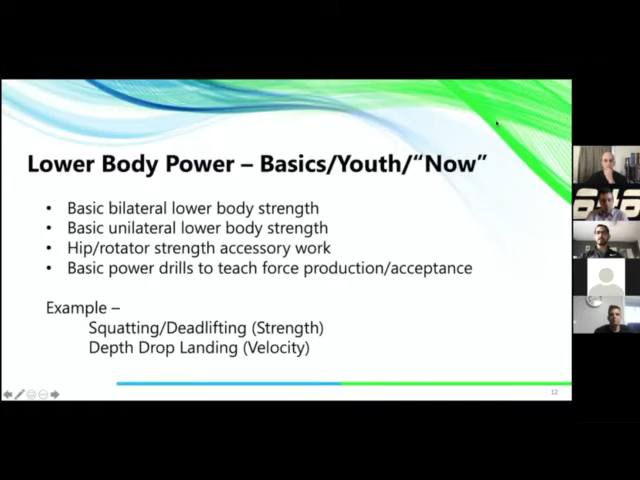 Lower Body Power – Basics/Youth/“Now”
• Basic bilateral lower body strength
• Basic unilateral lower body strength
• Hip/rotator strength accessory work
• Basic power drills to teach force production/acceptance
Example –
Squatting/Deadlifting (Strength)
Depth Drop Landing (Velocity)
12